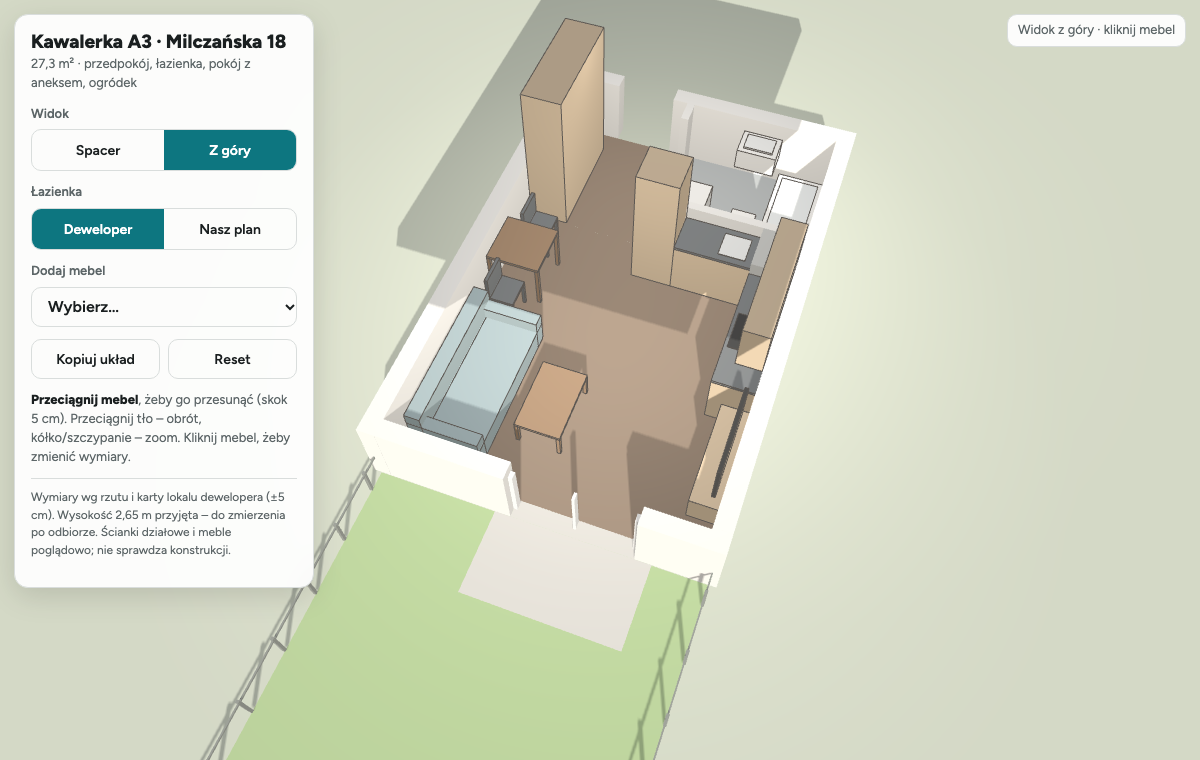 Kawalerka A3 · Milczańska 18
27,3 m² · przedpokój, łazienka, pokój z
aneksem, ogródek
Widok
Spacer
Z góry
Łazienka
Deweloper
Nasz plan
Dodaj mebel
Wybierz...
Kopiuj układ
Reset
Przeciągnij mebel, żeby go przesunąć (skok
5 cm). Przeciągnij tło – obrót,
kółko/szczypanie – zoom. Kliknij mebel, żeby
zmienić wymiary.
Wymiary wg rzutu i karty lokalu dewelopera (±5
cm). Wysokość 2,65 m przyjęta – do zmierzenia
po odbiorze. Ścianki działowe i meble
poglądowo; nie sprawdza konstrukcji.
Widok z góry · kliknij mebel